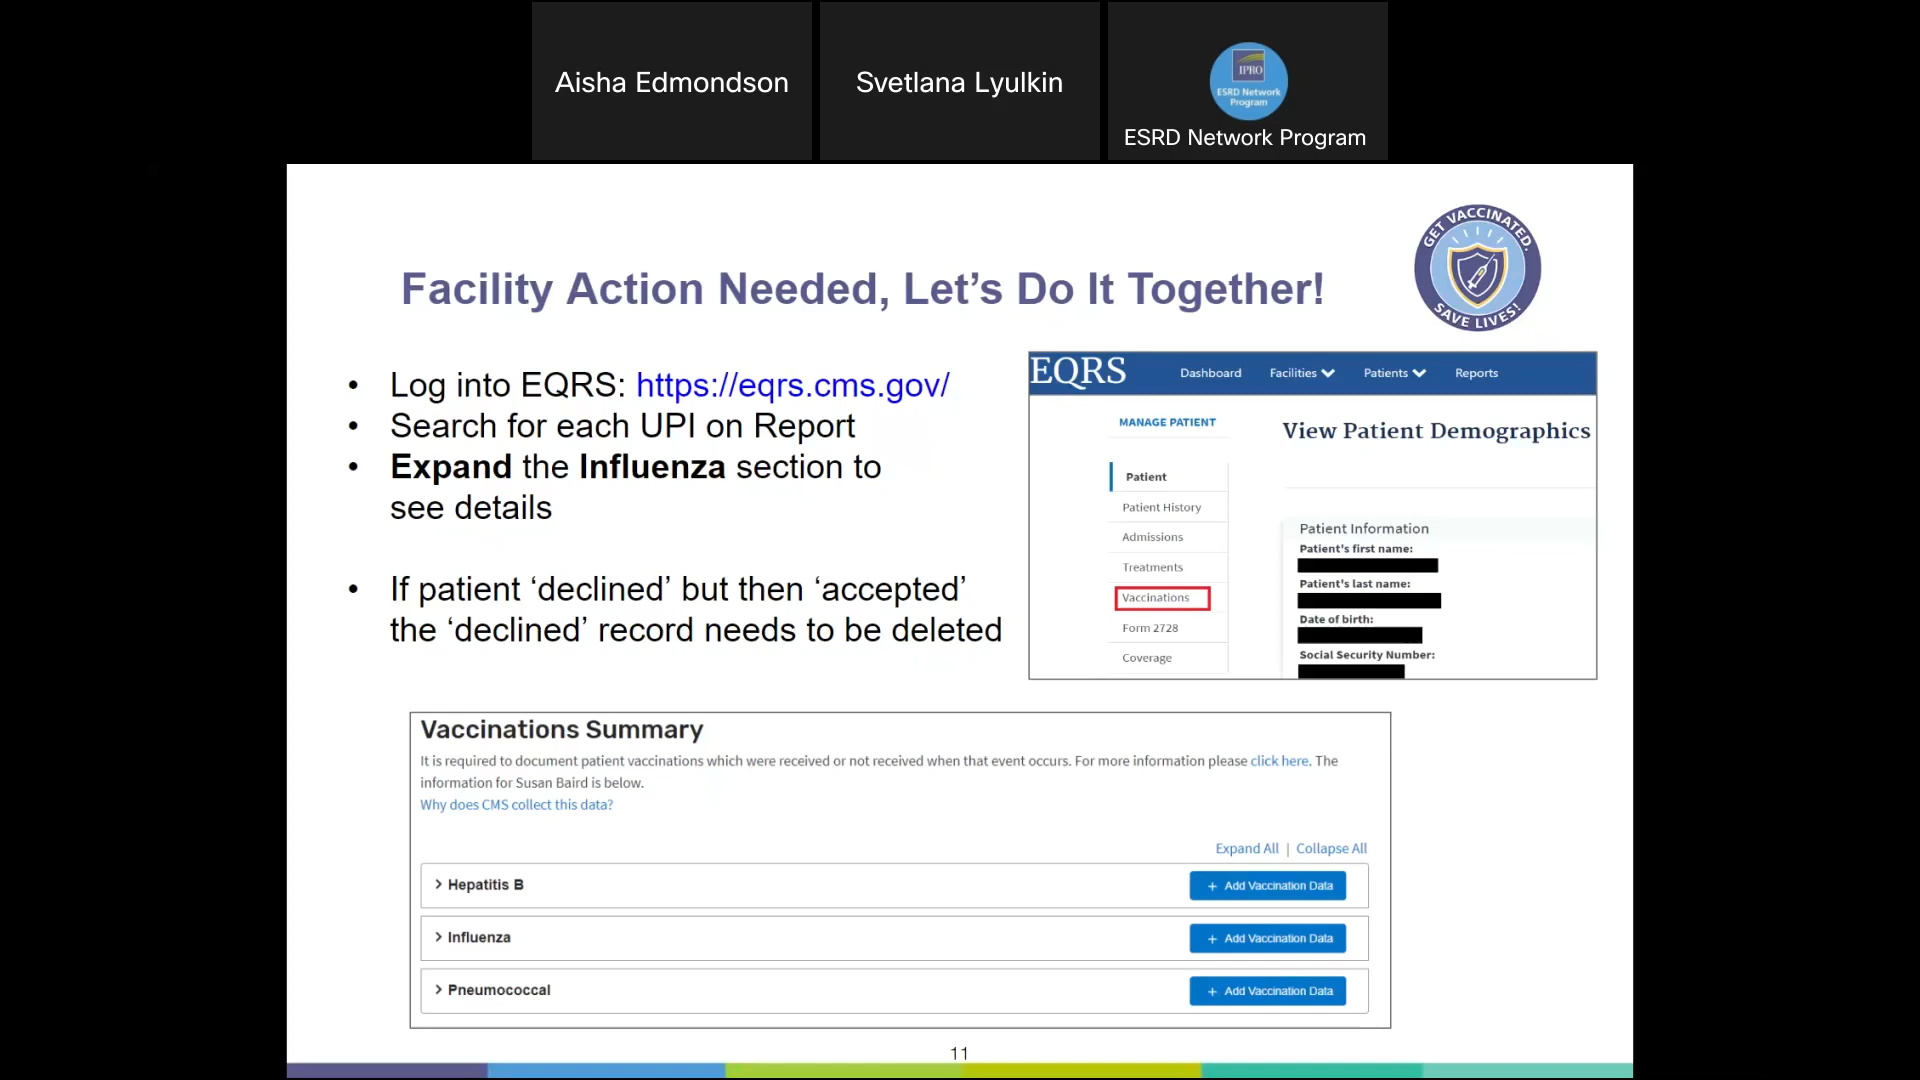 Aisha Edmondson
Svetlana Lyulkin
IPRO
ESRD Network
Program
ESRD Network Program
GET VACCINATED.
SAVE LIVES!
Facility Action Needed, Let’s Do It Together!
• Log into EQRS: https://eqrs.cms.gov/
• Search for each UPI on Report
• Expand the Influenza section to
see details
• If patient ‘declined’ but then ‘accepted’
the ‘declined’ record needs to be deleted
EQRS
Dashboard
Facilities
Patients
Reports
MANAGE PATIENT
Patient
Patient History
Admissions
Treatments
Vaccinations
Form 2728
Coverage
View Patient Demographics
Patient Information
Patient's first name:
Patient's last name:
Date of birth:
Social Security Number:
Vaccinations Summary
It is required to document patient vaccinations which were received or not received when that event occurs. For more information please click here. The
information for Susan Baird is below.
Why does CMS collect this data?
Expand All | Collapse All
> Hepatitis B
+ Add Vaccination Data
> Influenza
+ Add Vaccination Data
> Pneumococcal
+ Add Vaccination Data
11